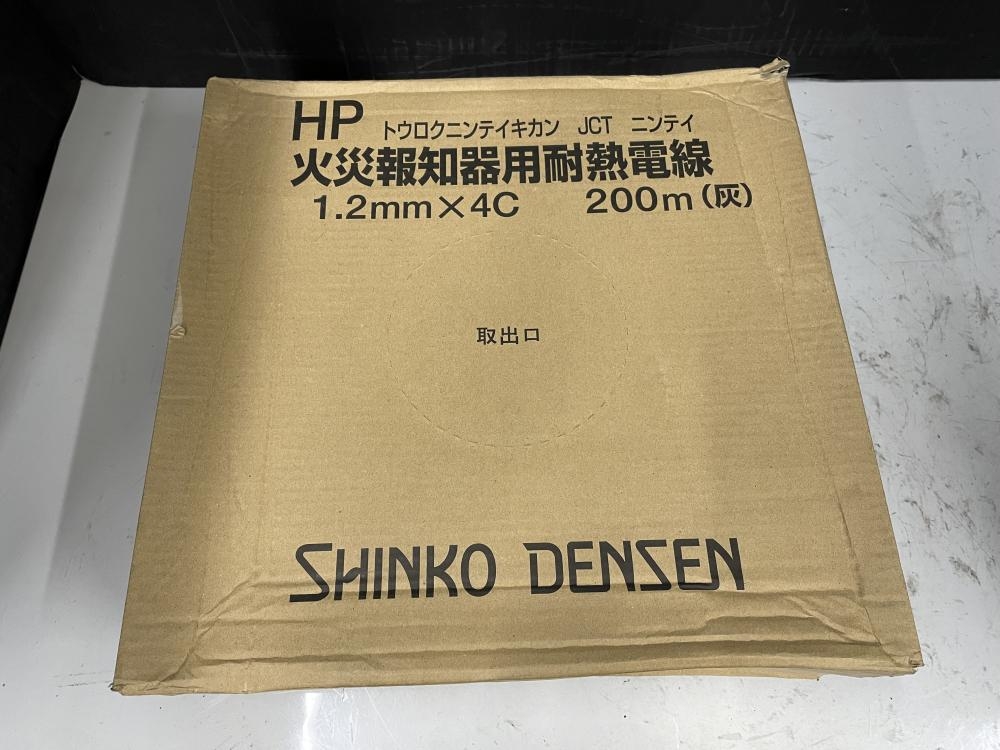 HP トウロクニンテイキカン JCT ニンテイ
火災報知器用耐熱電線
1.2mm×4C 200m(灰)
取出口
SHINKO DENSEN